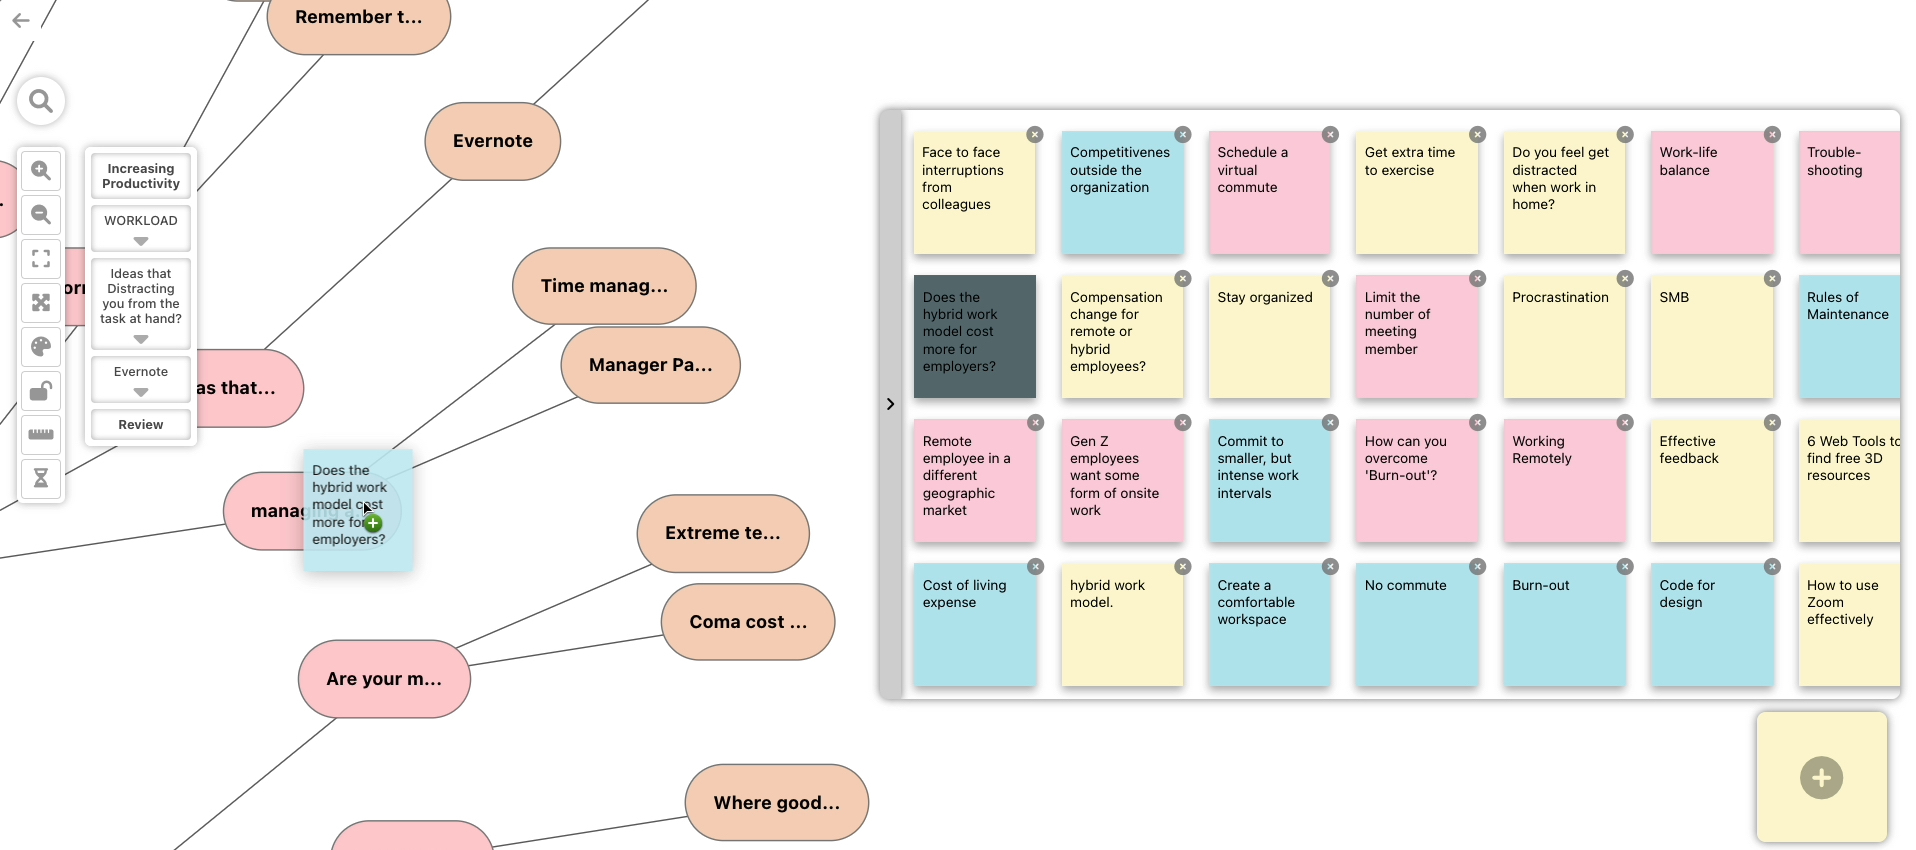 Remember t...
Evernote
Increasing
Productivity
WORKLOAD
Ideas that
Distracting
you from the
task at hand?
Evernote
Review
as that...
Time manag...
Manager Pa...
Does the
hybrid work
model cost
more for
employers?
Extreme te...
Coma cost ...
Are your m...
Where good...
Face to face
interruptions
from
colleagues
Competitivenes
outside the
organization
Schedule a
virtual
commute
Get extra time
to exercise
Do you feel get
distracted
when work in
home?
Work-life
balance
Trouble-
shooting
Does the
hybrid work
model cost
more for
employers?
Compensation
change for
remote or
hybrid
employees?
Stay organized
Limit the
number of
meeting
member
Procrastination
SMB
Rules of
Maintenance
Remote
employee in a
different
geographic
market
Gen Z
employees
want some
form of onsite
work
Commit to
smaller, but
intense work
intervals
How can you
overcome
'Burn-out'?
Working
Remotely
Effective
feedback
6 Web Tools to
find free 3D
resources
Cost of living
expense
hybrid work
model.
Create a
comfortable
workspace
No commute
Burn-out
Code for
design
How to use
Zoom
effectively